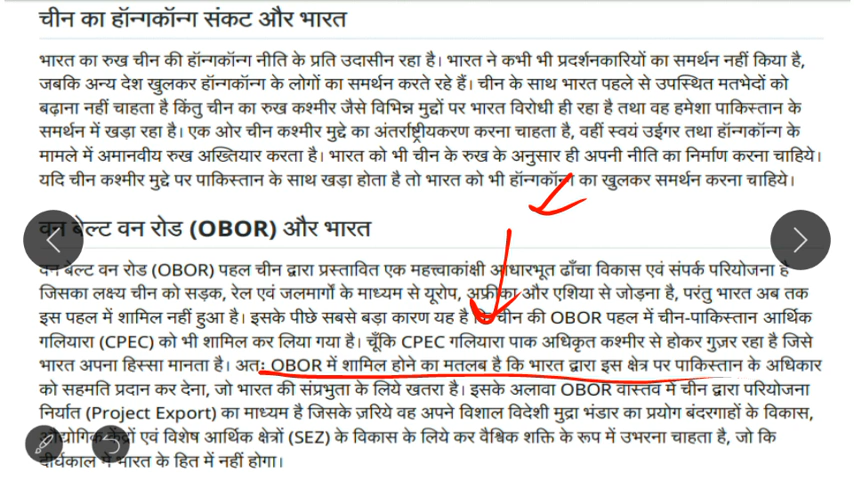 चीन का हॉन्गकॉन्ग संकट और भारत
भारत का रुख चीन की हॉन्गकॉन्ग नीति के प्रति उदासीन रहा है। भारत ने कभी भी प्रदर्शनकारियों का समर्थन नहीं किया है,
जबकि अन्य देश खुलकर हॉन्गकॉन्ग के लोगों का समर्थन करते रहे हैं। चीन के साथ भारत पहले से उपस्थित मतभेदों को
बढ़ाना नहीं चाहता है किंतु चीन का रुख कश्मीर जैसे विभिन्न मुद्दों पर भारत विरोधी ही रहा है तथा वह हमेशा पाकिस्तान के
समर्थन में खड़ा रहा है। एक ओर चीन कश्मीर मुद्दे का अंतर्राष्ट्रीयकरण करना चाहता है, वहीं स्वयं उईगर तथा हॉन्गकॉन्ग के
मामले में अमानवीय रुख अख्तियार करता है। भारत को भी चीन के रुख के अनुसार ही अपनी नीति का निर्माण करना चाहिये।
यदि चीन कश्मीर मुद्दे पर पाकिस्तान के साथ खड़ा होता है तो भारत को भी हॉन्गकॉन्ग का खुलकर समर्थन करना चाहिये।
वन बेल्ट वन रोड (OBOR) और भारत
वन बेल्ट वन रोड (OBOR) पहल चीन द्वारा प्रस्तावित एक महत्त्वाकांक्षी आधारभूत ढाँचा विकास एवं संपर्क परियोजना है
जिसका लक्ष्य चीन को सड़क, रेल एवं जलमार्गों के माध्यम से यूरोप, अफ्रीका और एशिया से जोड़ना है, परंतु भारत अब तक
इस पहल में शामिल नहीं हुआ है। इसके पीछे सबसे बड़ा कारण यह है कि चीन की OBOR पहल में चीन-पाकिस्तान आर्थिक
गलियारा (CPEC) को भी शामिल कर लिया गया है। चूँकि CPEC गलियारा पाक अधिकृत कश्मीर से होकर गुज़र रहा है जिसे
भारत अपना हिस्सा मानता है। अतः OBOR में शामिल होने का मतलब है कि भारत द्वारा इस क्षेत्र पर पाकिस्तान के अधिकार
को सहमति प्रदान कर देना, जो भारत की संप्रभुता के लिये खतरा है। इसके अलावा OBOR वास्तव में चीन द्वारा परियोजना
निर्यात (Project Export) का माध्यम है जिसके ज़रिये वह अपने विशाल विदेशी मुद्रा भंडार का प्रयोग बंदरगाहों के विकास,
औद्योगिक केंद्रों एवं विशेष आर्थिक क्षेत्रों (SEZ) के विकास के लिये कर वैश्विक शक्ति के रूप में उभरना चाहता है, जो कि
दीर्घकाल में भारत के हित में नहीं होगा।